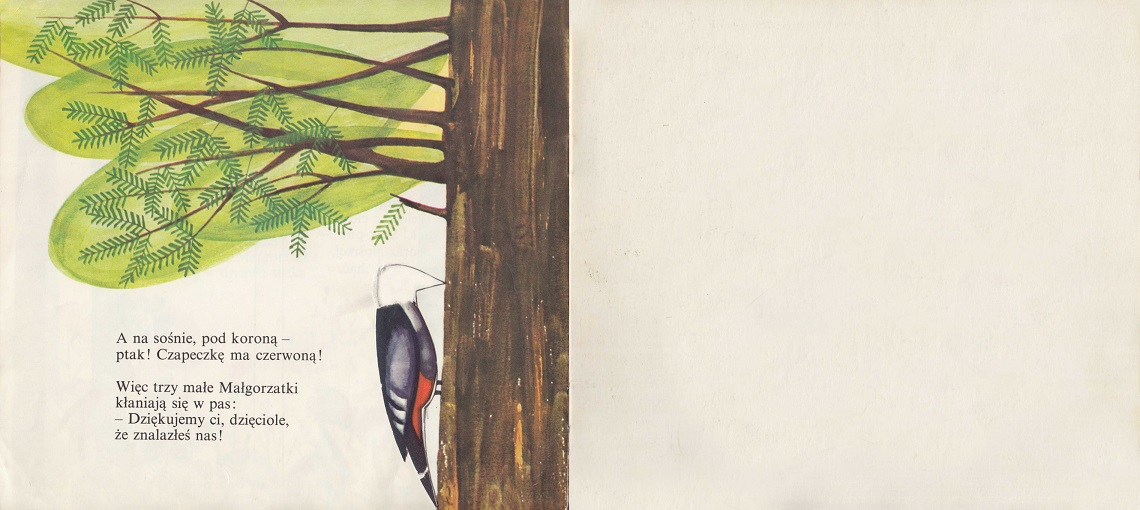 A na sośnie, pod koroną –
ptak! Czapeczkę ma czerwoną!
Więc trzy małe Małgorzatki
kłaniają się w pas:
– Dziękujemy ci, dzięciole,
że znalazłeś nas!